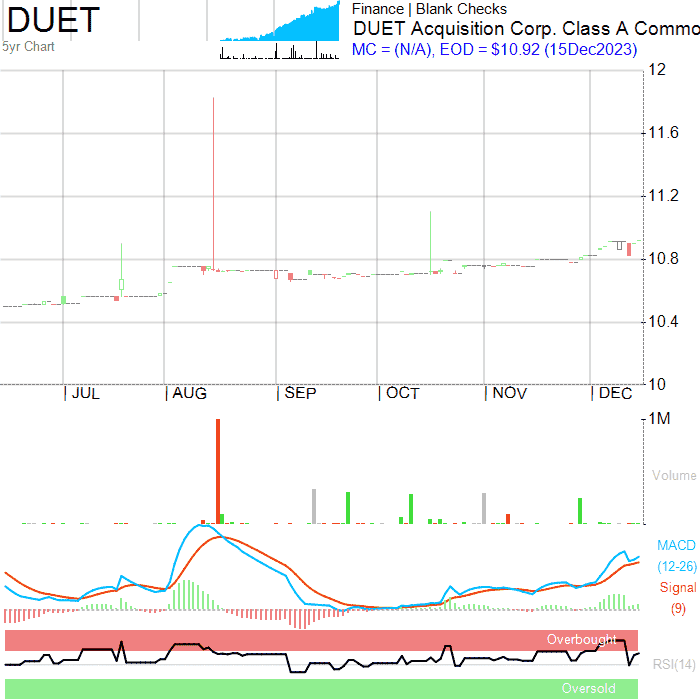 DUET
5yr Chart
Finance | Blank Checks
DUET Acquisition Corp. Class A Commo
MC = (N/A), EOD = $10.92 (15Dec2023)
12
11.6
11.2
10.8
10.4
10
JUL
AUG
SEP
OCT
NOV
DEC
1M
Volume
MACD
(12-26)
Signal
(9)
Overbought
RSI(14)
Oversold